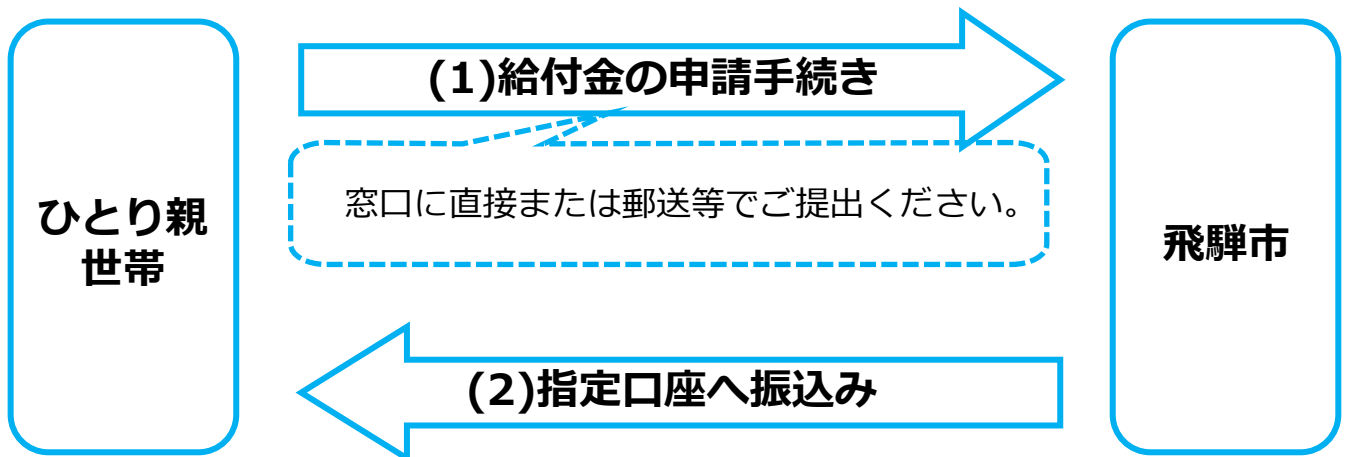 ひとり親
世帯
(1)給付金の申請手続き
窓口に直接または郵送等でご提出ください。
(2)指定口座へ振込み
飛騨市